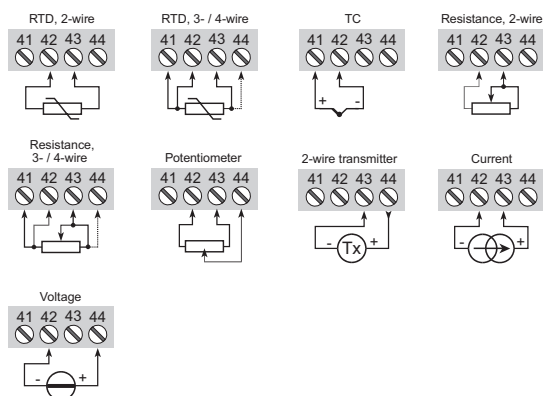 RTD, 2-wire
41 42 43 44
RTD, 3- / 4-wire
41 42 43 44
TC
41 42 43 44
+ -
Resistance, 2-wire
41 42 43 44
Resistance,
3- / 4-wire
41 42 43 44
Potentiometer
41 42 43 44
2-wire transmitter
41 42 43 44
- Tx +
Current
41 42 43 44
- +
Voltage
41 42 43 44
- +